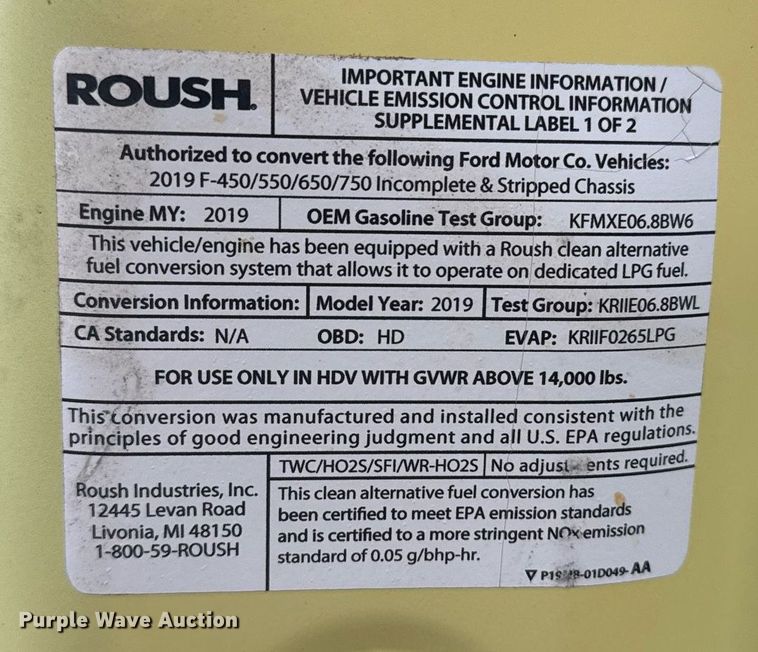 ROUSH.
IMPORTANT ENGINE INFORMATION /
VEHICLE EMISSION CONTROL INFORMATION
SUPPLEMENTAL LABEL 1 OF 2
Authorized to convert the following Ford Motor Co. Vehicles:
2019 F-450/550/650/750 Incomplete & Stripped Chassis
Engine MY: 2019 OEM Gasoline Test Group: KFMXE06.8BW6
This vehicle/engine has been equipped with a Roush clean alternative
fuel conversion system that allows it to operate on dedicated LPG fuel.
Conversion Information: Model Year: 2019 Test Group: KRIIE06.8BWL
CA Standards: N/A OBD: HD EVAP: KRIIF0265LPG
FOR USE ONLY IN HDV WITH GVWR ABOVE 14,000 lbs.
This conversion was manufactured and installed consistent with the
principles of good engineering judgment and all U.S. EPA regulations.
TWC/HO2S/SFI/WR-HO2S No adjustments required.
Roush Industries, Inc.
12445 Levan Road
Livonia, MI 48150
1-800-59-ROUSH
This clean alternative fuel conversion has
been certified to meet EPA emission standards
and is certified to a more stringent NOx emission
standard of 0.05 g/bhp-hr.
Purple Wave Auction